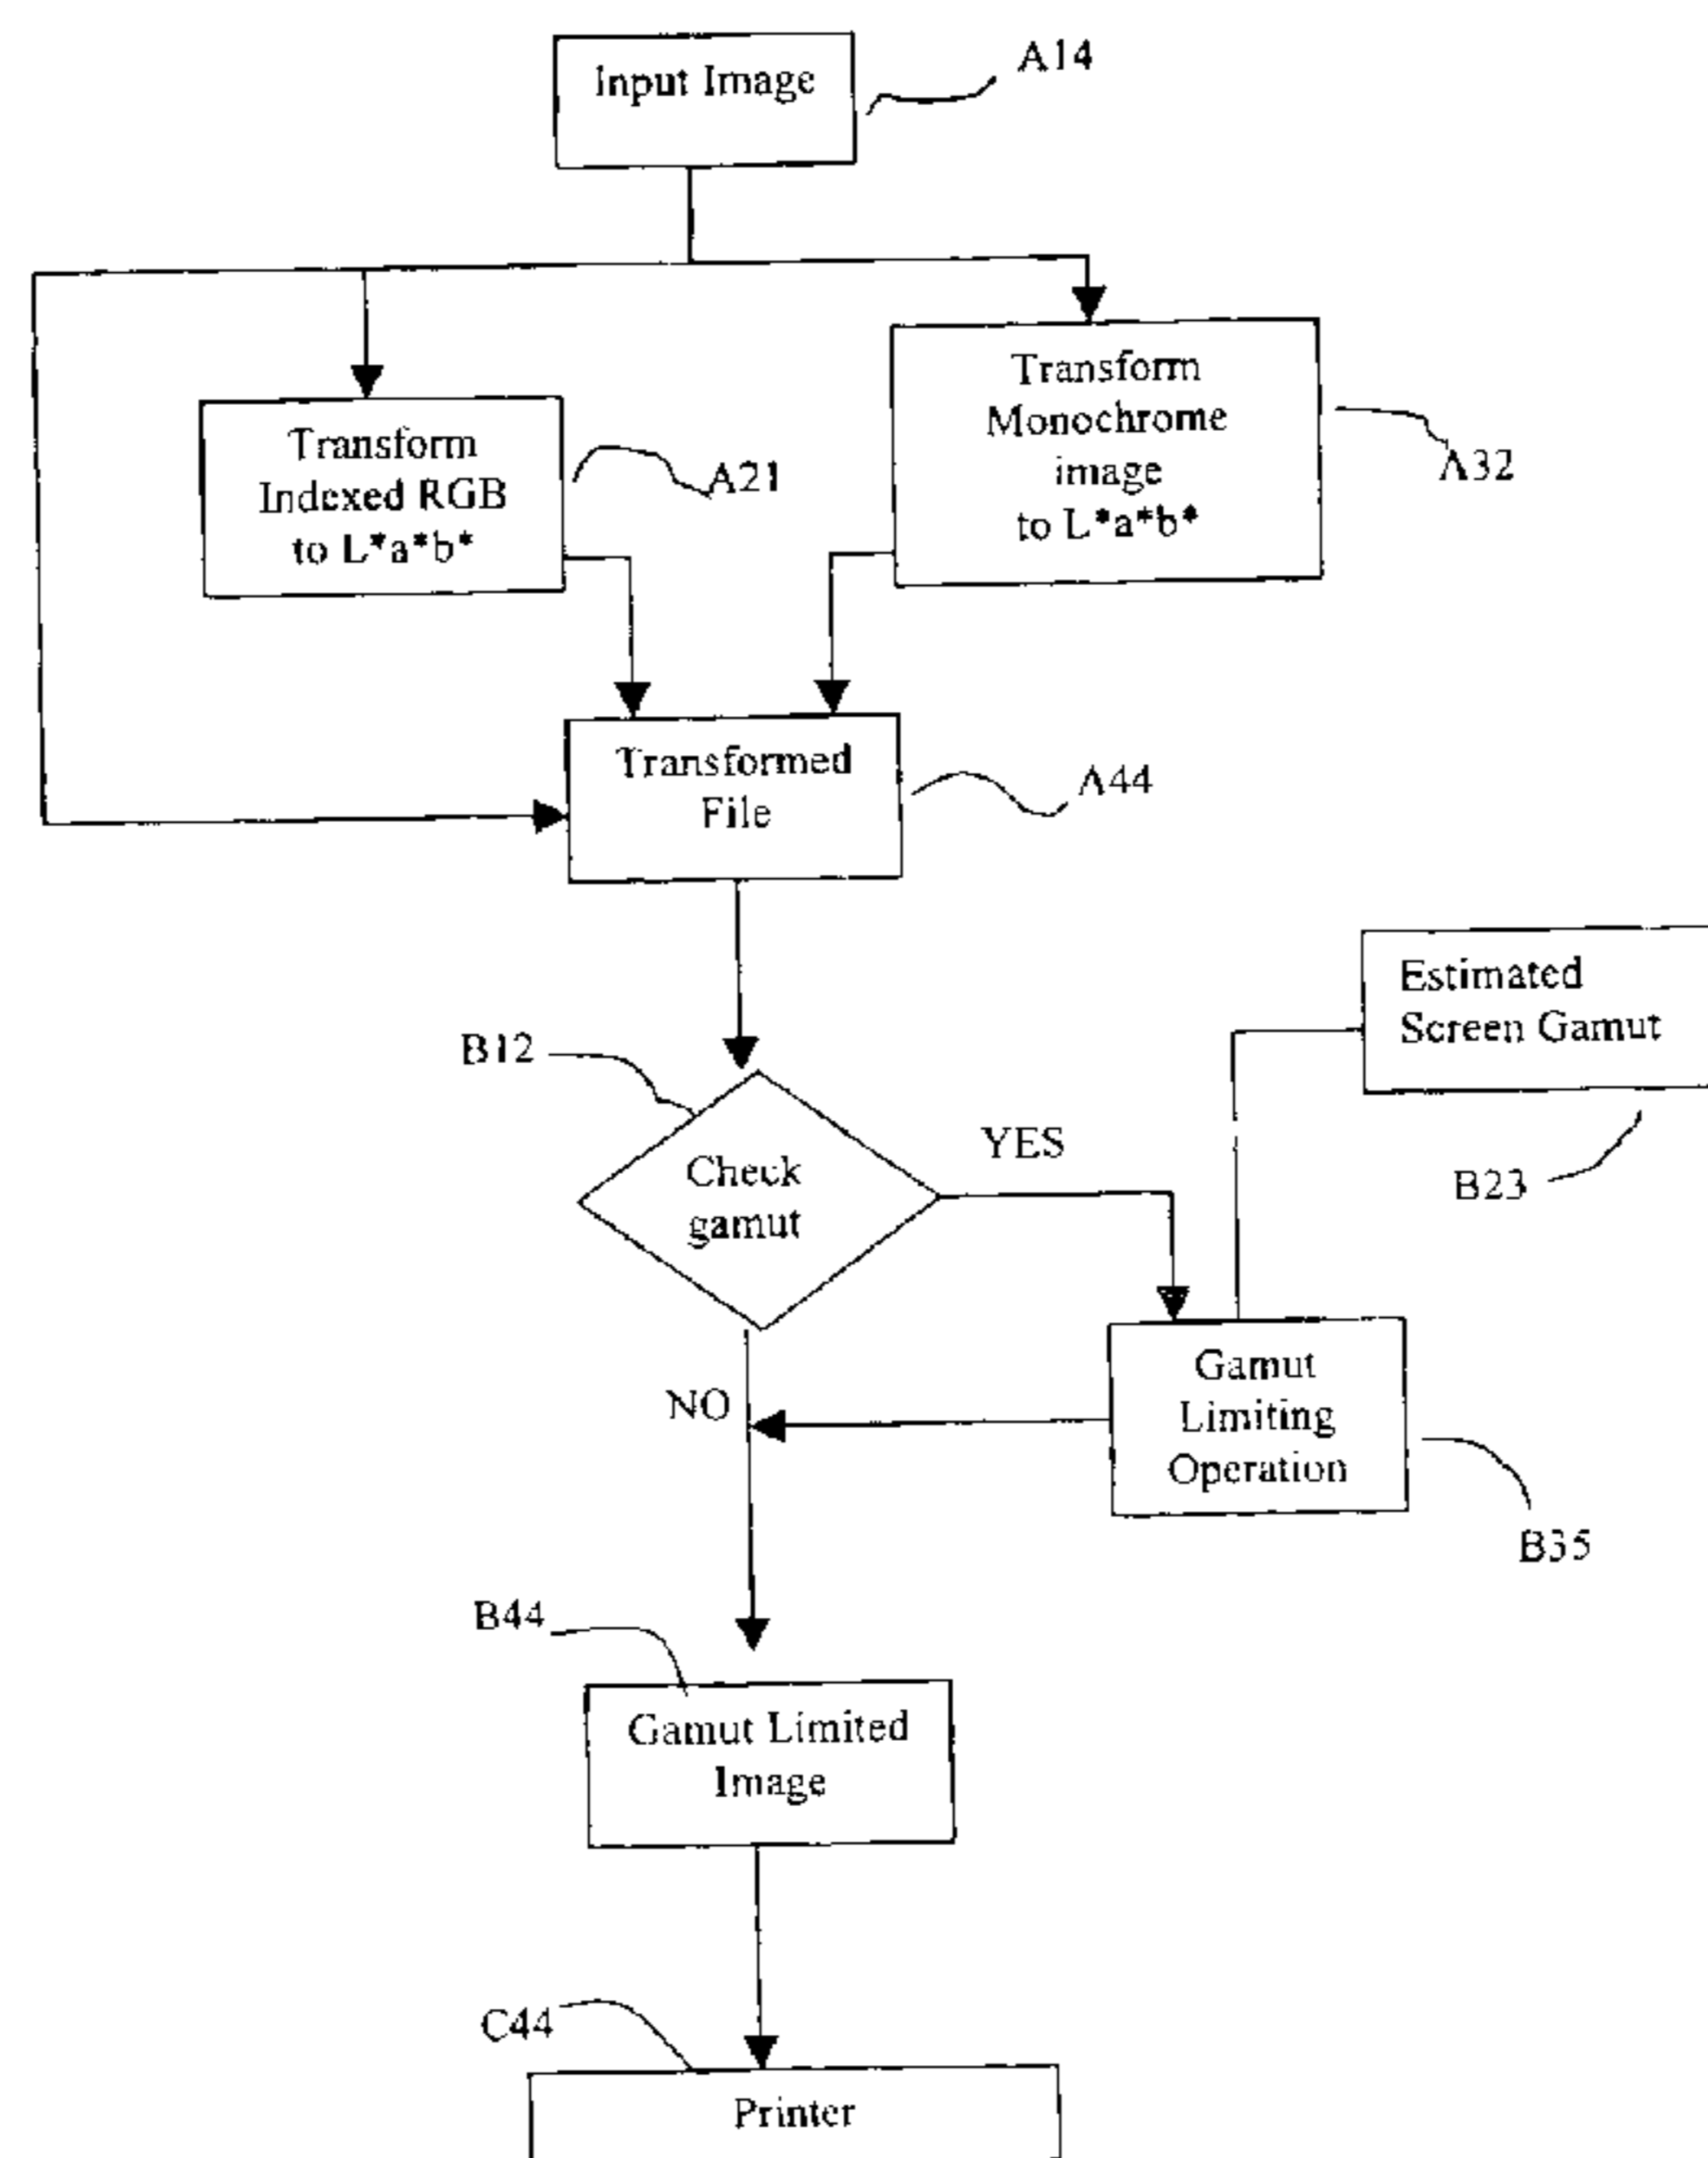 Input Image
A14
Transform
Indexed RGB
to L*a*b*
A21
Transform
Monochrome
image
to L*a*b*
A32
Transformed
File
A44
Estimated
Screen Gamut
B23
B12
Check
gamut
YES
NO
Gamut
Limiting
Operation
B35
B44
Gamut Limited
Image
C44
Printer